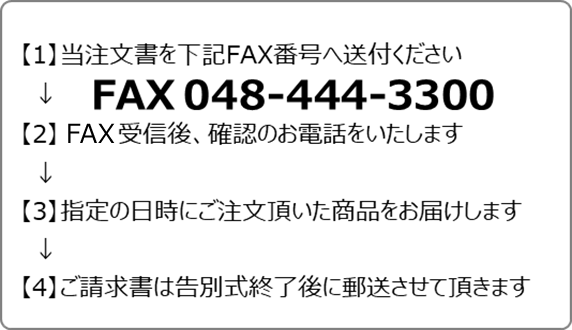 【1】当注文書を下記FAX番号へ送付ください
↓ FAX 048-444-3300
【2】 FAX 受信後、確認のお電話をいたします
↓
【3】指定の日時にご注文頂いた商品をお届けします
↓
【4】ご請求書は告別式終了後に郵送させて頂きます